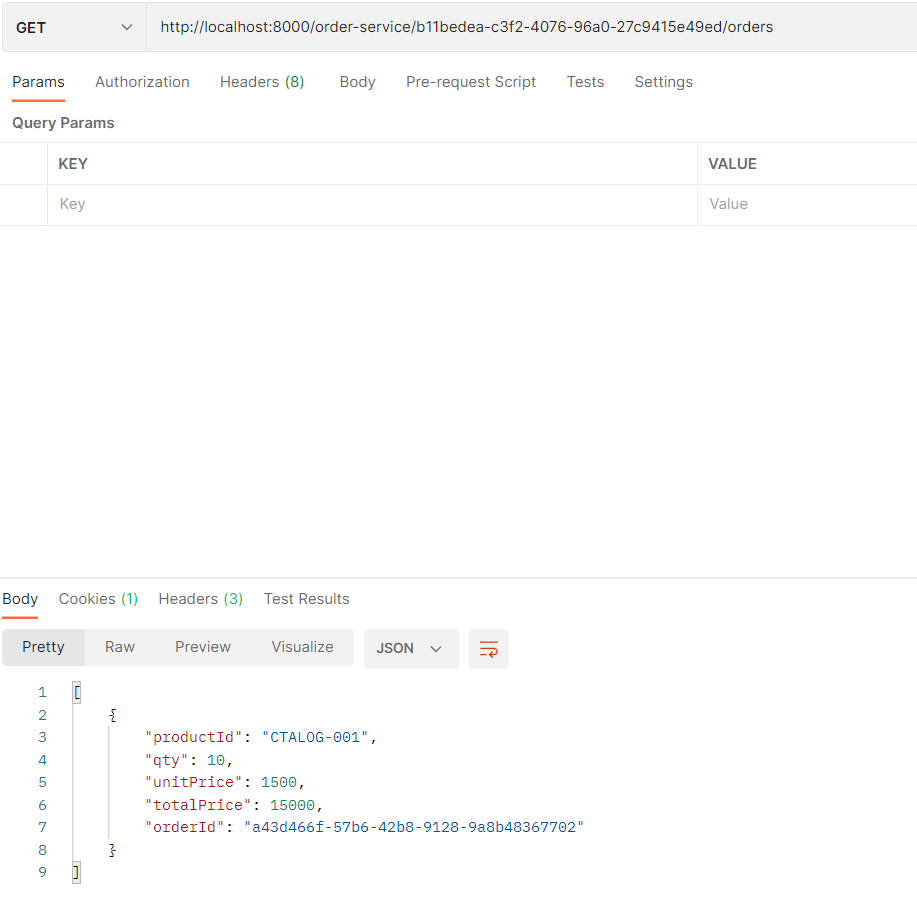 GET http://localhost:8000/order-service/b11bedea-c3f2-4076-96a0-27c9415e49ed/orders
Params Authorization Headers (8) Body Pre-request Script Tests Settings
Query Params
KEY VALUE
Key Value
Body Cookies (1) Headers (3) Test Results
Pretty Raw Preview Visualize JSON
1 [
2 {
3 "productId": "CTALOG-001",
4 "qty": 10,
5 "unitPrice": 1500,
6 "totalPrice": 15000,
7 "orderId": "a43d466f-57b6-42b8-9128-9a8b48367702"
8 }
9 ]